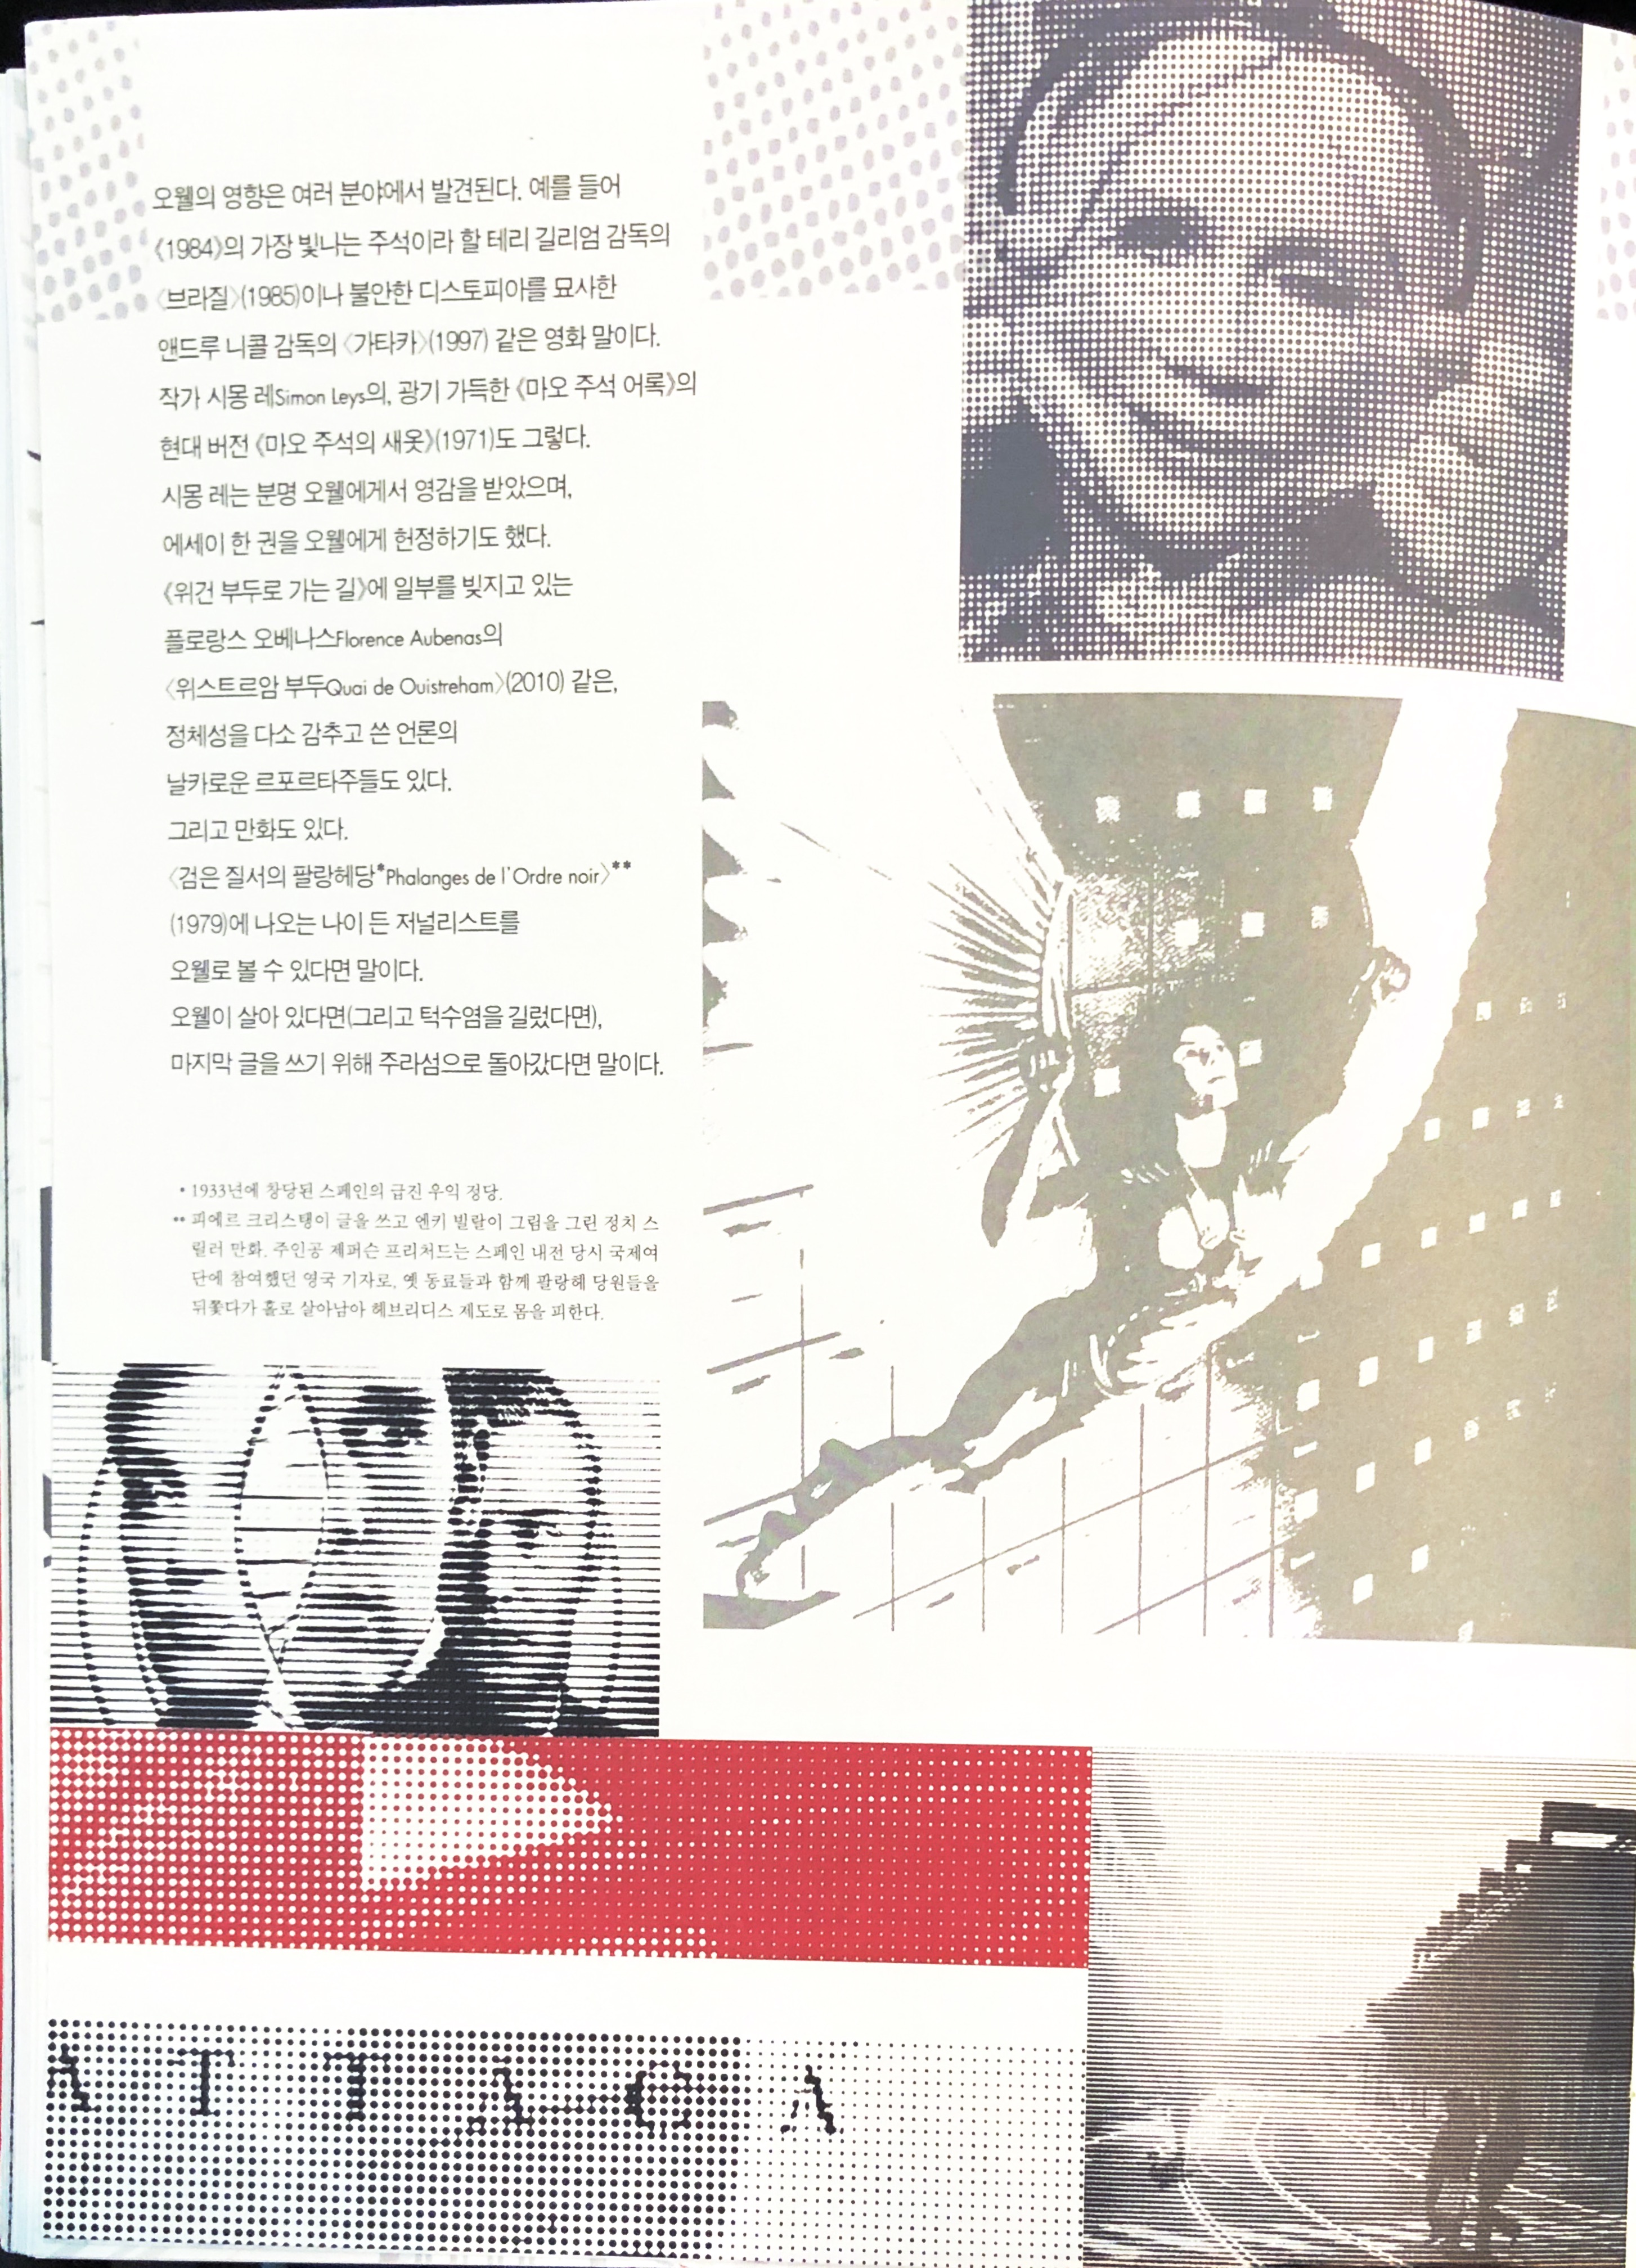 오웰의 영향은 여러 분야에서 발견된다. 예를 들어
《1984》의 가장 빛나는 주석이라 할 테리 길리엄 감독의
〈브라질〉(1985)이나 불안한 디스토피아를 묘사한
앤드루 니콜 감독의 〈가타카〉(1997) 같은 영화 말이다.
작가 시몽 레Simon Leys의, 광기 가득한 《마오 주석 어록》의
현대 버전 《마오 주석의 새옷》(1971)도 그렇다.
시몽 레는 분명 오웰에게서 영감을 받았으며,
에세이 한 권을 오웰에게 헌정하기도 했다.
《위건 부두로 가는 길》에 일부를 빚지고 있는
플로랑스 오베나스Florence Aubenas의
〈위스트르암 부두Quai de Ouistreham〉(2010) 같은,
정체성을 다소 감추고 쓴 언론의
날카로운 르포르타주들도 있다.
그리고 만화도 있다.
〈검은 질서의 팔랑헤당*Phalanges de l'Ordre noir〉**
(1979)에 나오는 나이 든 저널리스트를
오웰로 볼 수 있다면 말이다.
오웰이 살아 있다면(그리고 턱수염을 길렀다면),
마지막 글을 쓰기 위해 주라섬으로 돌아갔다면 말이다.
* 1933년에 창당된 스페인의 급진 우익 정당.
** 피에르 크리스탱이 글을 쓰고 엔키 빌랄이 그림을 그린 정치 스
릴러 만화. 주인공 제퍼슨 프리처드는 스페인 내전 당시 국제여
단에 참여했던 영국 기자로, 옛 동료들과 함께 팔랑헤 당원들을
뒤쫓다가 홀로 살아남아 헤브리디스 제도로 몸을 피한다.
A T T A C A